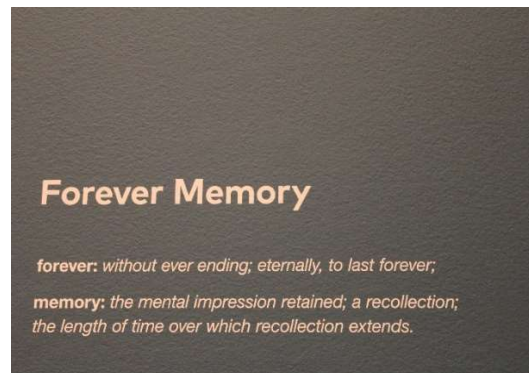 Forever Memory
forever: without ever ending; eternally, to last forever;
memory: the mental impression retained; a recollection;
the length of time over which recollection extends.